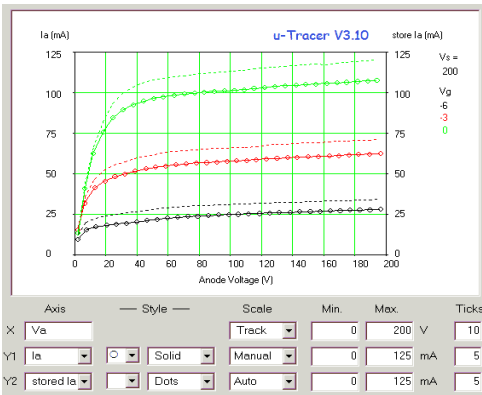 Ia (mA) u-Tracer V3.10 store Ia (mA)
125 125 Vs =
200
100 100 Vg
-6
-3
0
75 75
50 50
25 25
0 0
0 20 40 60 80 100 120 140 160 180 200
Anode Voltage (V)
Axis — Style — Scale Min. Max. Ticks
X Va Track 0 200 V 10
Y1 Ia O Solid Manual 0 125 mA 5
Y2 stored Ia Dots Auto 0 125 mA 5